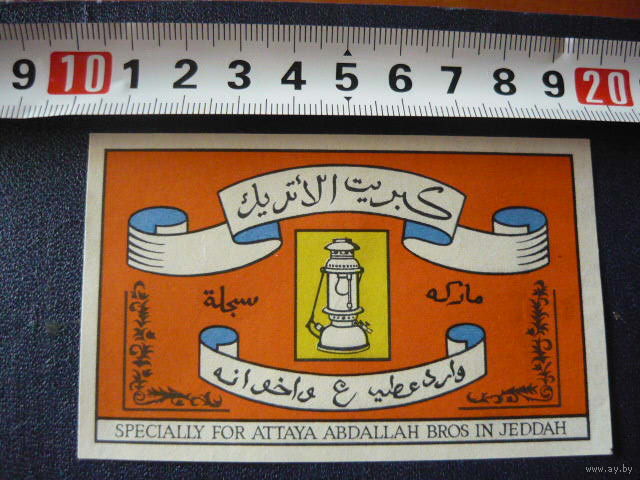 9 10 1 2 3 4 5 6 7 8 9 20
كبريت الأتريك
ماركه سجلة
وارد عطيه ع واخوانه
SPECIALLY FOR ATTAYA ABDALLAH BROS IN JEDDAH
www.ay.by